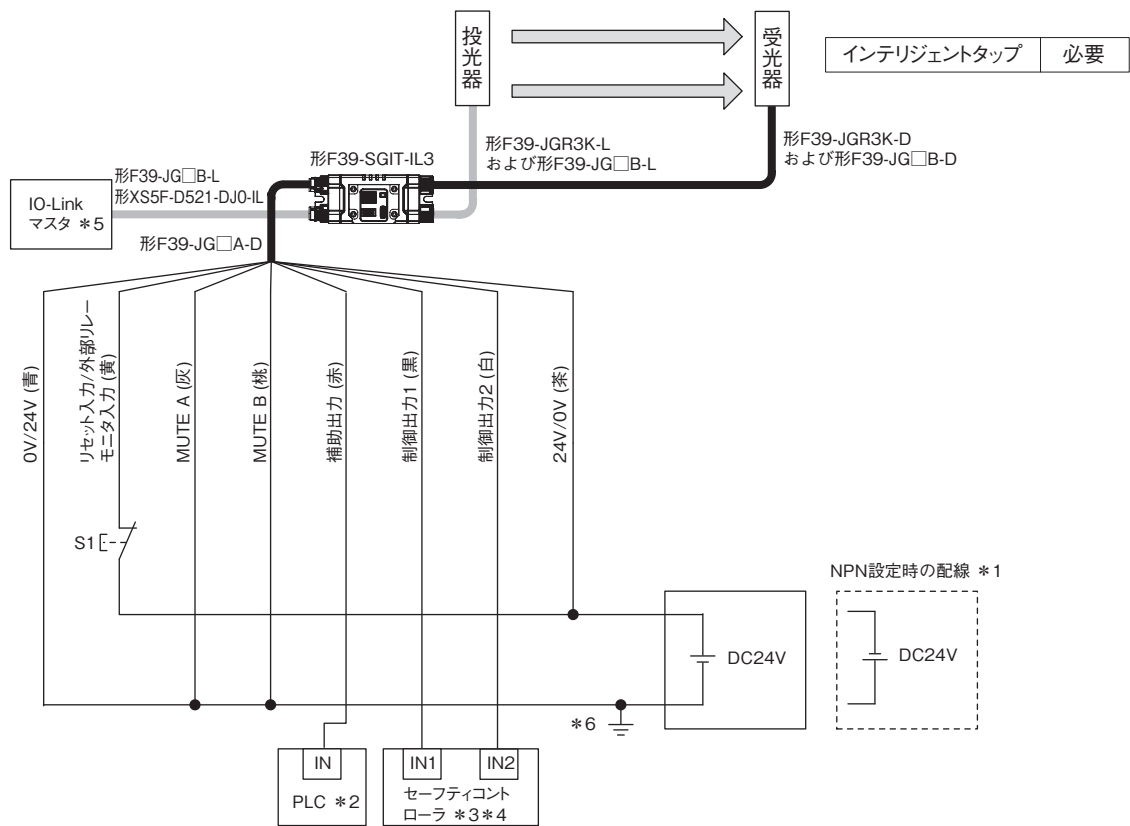 投光器
受光器
インテリジェントタップ 必要
形F39-JGR3K-L
および形F39-JG□B-L
形F39-JGR3K-D
および形F39-JG□B-D
形F39-SGIT-IL3
形F39-JG□B-L
形XS5F-D521-DJ0-IL
IO-Link
マスタ *5
形F39-JG□A-D
0V/24V (青)
リセット入力/外部リレー
モニタ入力 (黄)
MUTE A (灰)
MUTE B (桃)
補助出力 (赤)
制御出力1 (黒)
制御出力2 (白)
24V/0V (茶)
S1
NPN設定時の配線 *1
DC24V
DC24V
*6
IN
PLC *2
IN1
IN2
セーフティコント
ローラ *3*4